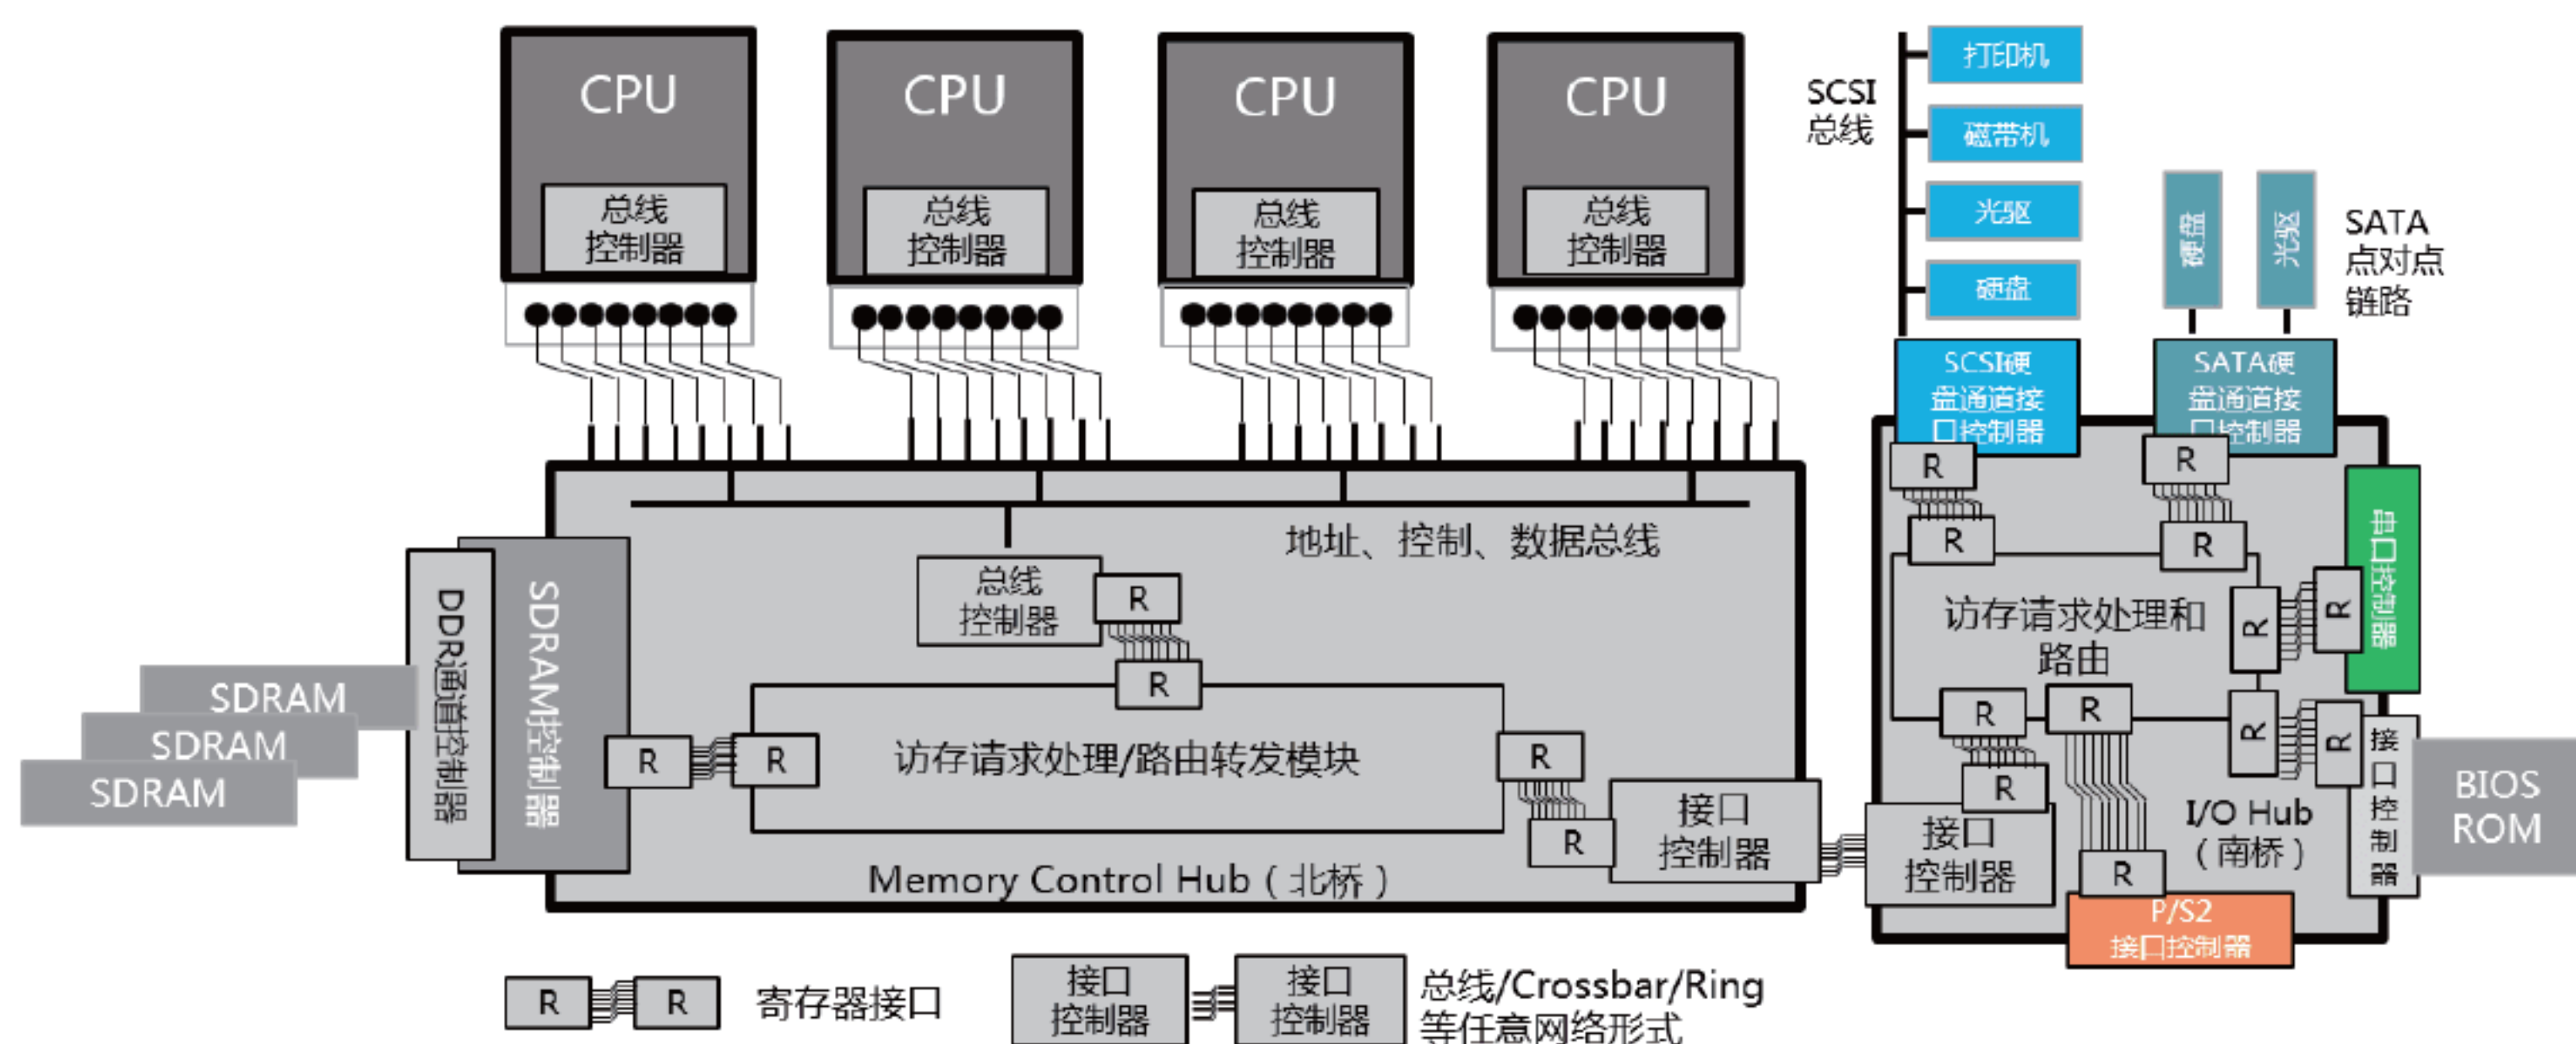 CPU
CPU
CPU
CPU
总线
控制器
总线
控制器
总线
控制器
总线
控制器
SCSI
总线
打印机
磁带机
光驱
硬盘
硬盘
光驱
SATA
点对点
链路
SCSI硬
盘通道接
口控制器
SATA硬
盘通道接
口控制器
R
R
R
R
串口控制器
R
R
访存请求处理和
路由
R
R
R
R
R
R
接
口
控
制
器
BIOS
ROM
I/O Hub
（南桥）
接口
控制器
P/S2
接口控制器
地址、控制、数据总线
总线
控制器
R
R
DDR通道控制器
SDRAM控制器
SDRAM
SDRAM
SDRAM
R
R
访存请求处理/路由转发模块
R
R
接口
控制器
Memory Control Hub（北桥）
R
R
寄存器接口
接口
控制器
接口
控制器
总线/Crossbar/Ring
等任意网络形式